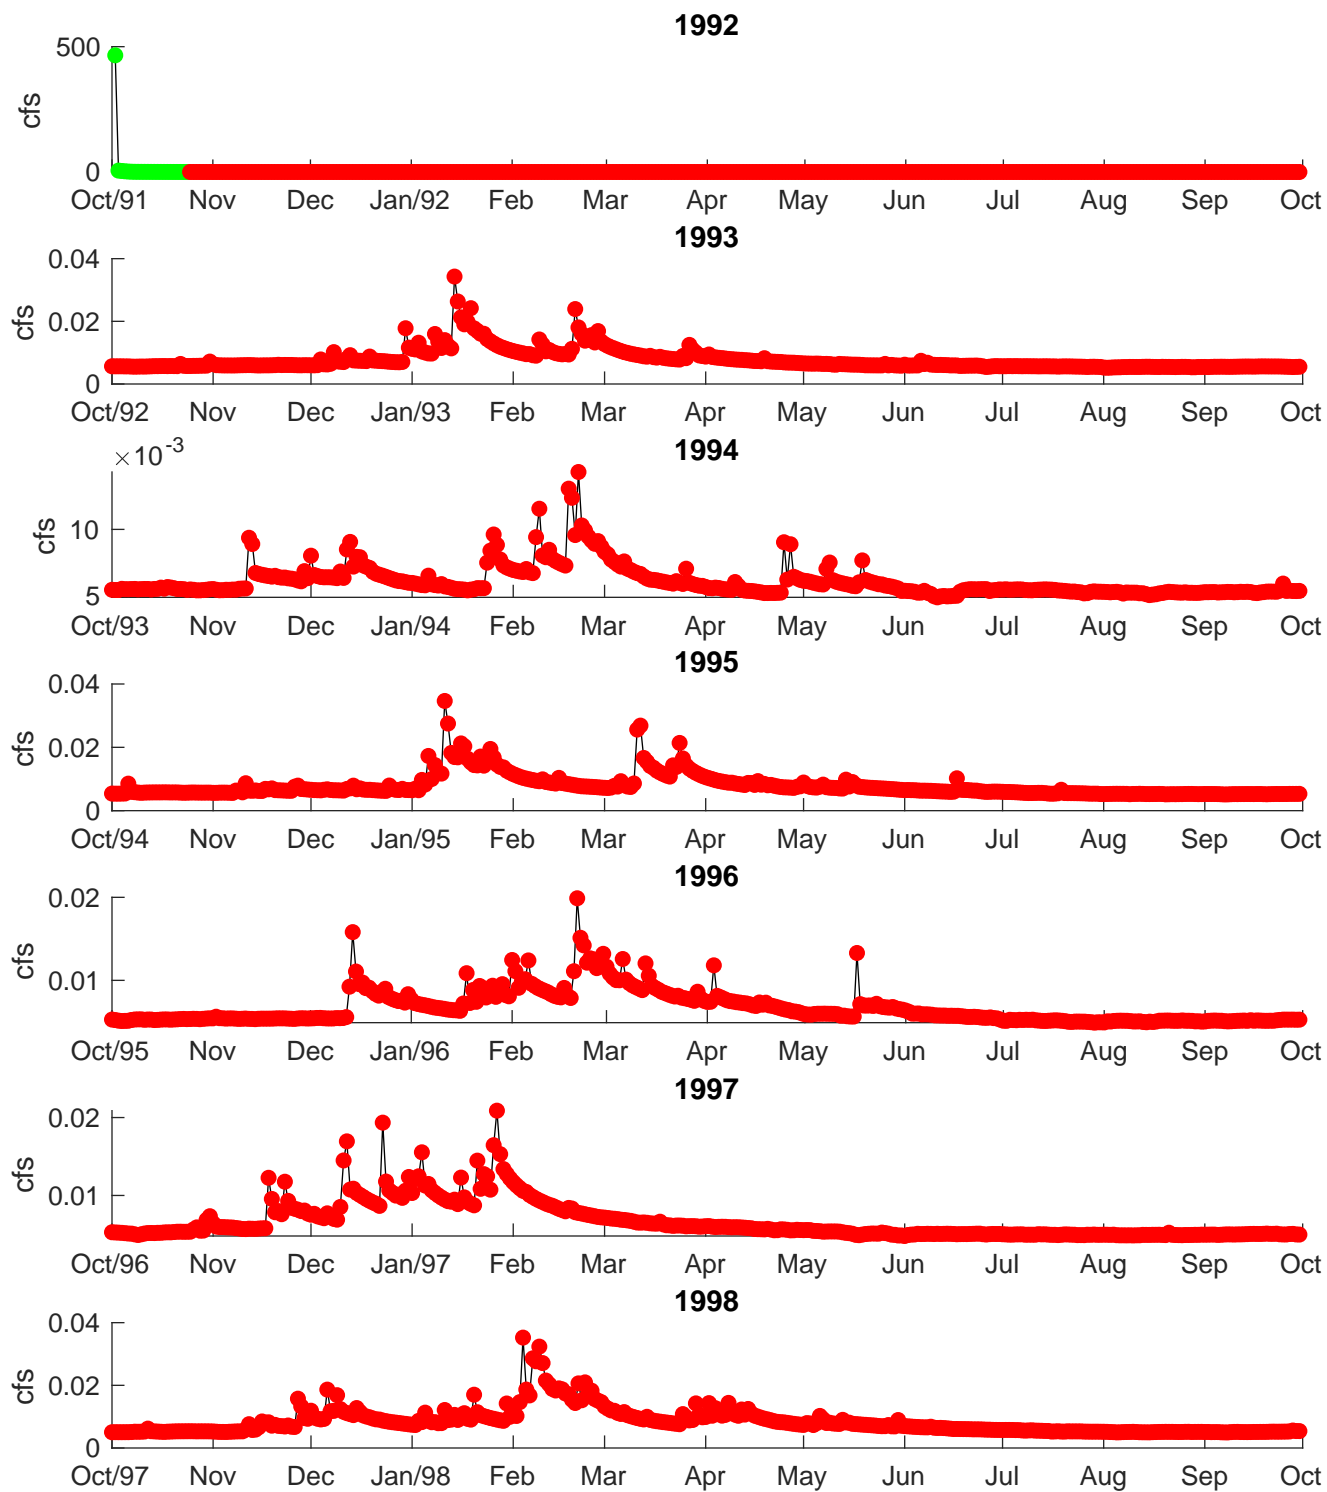 1992
500
cfs
0
Oct/91 Nov Dec Jan/92 Feb Mar Apr May Jun Jul Aug Sep Oct
1993
0.04
cfs
0.02
0
Oct/92 Nov Dec Jan/93 Feb Mar Apr May Jun Jul Aug Sep Oct
1994
×10-3
10
cfs
5
Oct/93 Nov Dec Jan/94 Feb Mar Apr May Jun Jul Aug Sep Oct
1995
0.04
cfs
0.02
0
Oct/94 Nov Dec Jan/95 Feb Mar Apr May Jun Jul Aug Sep Oct
1996
0.02
cfs
0.01
Oct/95 Nov Dec Jan/96 Feb Mar Apr May Jun Jul Aug Sep Oct
1997
0.02
cfs
0.01
Oct/96 Nov Dec Jan/97 Feb Mar Apr May Jun Jul Aug Sep Oct
1998
0.04
cfs
0.02
0
Oct/97 Nov Dec Jan/98 Feb Mar Apr May Jun Jul Aug Sep Oct